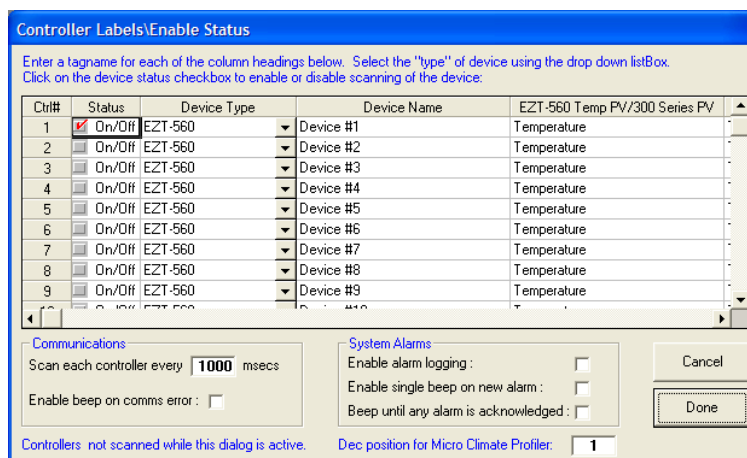 Controller Labels\Enable Status
Enter a tagname for each of the column headings below. Select the "type" of device using the drop down listBox.
Click on the device status checkbox to enable or disable scanning of the device:
Ctrl# Status Device Type Device Name EZT-560 Temp PV/300 Series PV
1 On/Off EZT-560 Device #1 Temperature
2 On/Off EZT-560 Device #2 Temperature
3 On/Off EZT-560 Device #3 Temperature
4 On/Off EZT-560 Device #4 Temperature
5 On/Off EZT-560 Device #5 Temperature
6 On/Off EZT-560 Device #6 Temperature
7 On/Off EZT-560 Device #7 Temperature
8 On/Off EZT-560 Device #8 Temperature
9 On/Off EZT-560 Device #9 Temperature
Communications
Scan each controller every 1000 msecs
Enable beep on comms error :
System Alarms
Enable alarm logging :
Enable single beep on new alarm :
Beep until any alarm is acknowledged :
Cancel
Done
Controllers not scanned while this dialog is active.
Dec position for Micro Climate Profiler: 1